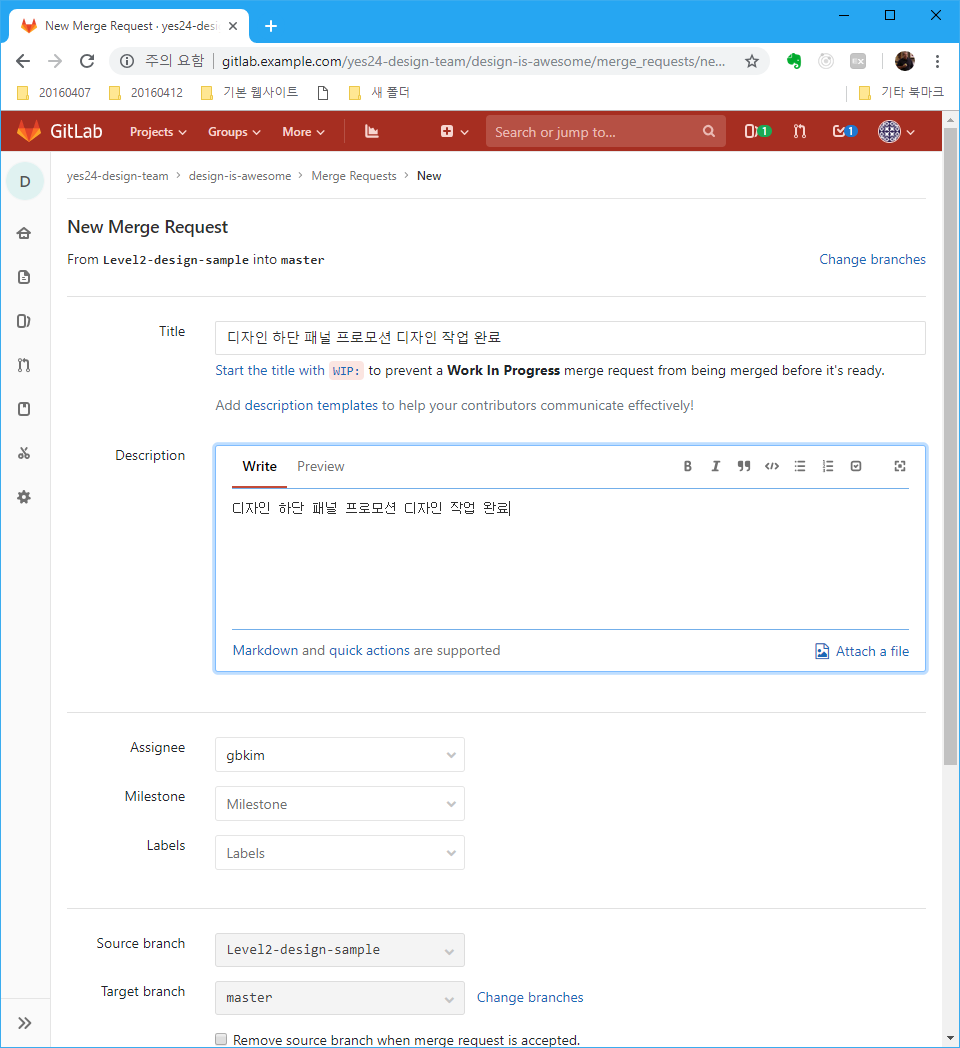 New Merge Request · yes24-desi
주의 요함 | gitlab.example.com/yes24-design-team/design-is-awesome/merge_requests/ne...
20160407 20160412 기본 웹사이트 새 폴더 기타 북마크
GitLab Projects Groups More Search or jump to... 1 1
D
yes24-design-team › design-is-awesome › Merge Requests › New
New Merge Request
From Level2-design-sample into master Change branches
Title 디자인 하단 패널 프로모션 디자인 작업 완료
Start the title with WIP: to prevent a Work In Progress merge request from being merged before it's ready.
Add description templates to help your contributors communicate effectively!
Description Write Preview
디자인 하단 패널 프로모션 디자인 작업 완료
Markdown and quick actions are supported Attach a file
Assignee gbkim
Milestone Milestone
Labels Labels
Source branch Level2-design-sample
Target branch master Change branches
Remove source branch when merge request is accepted.